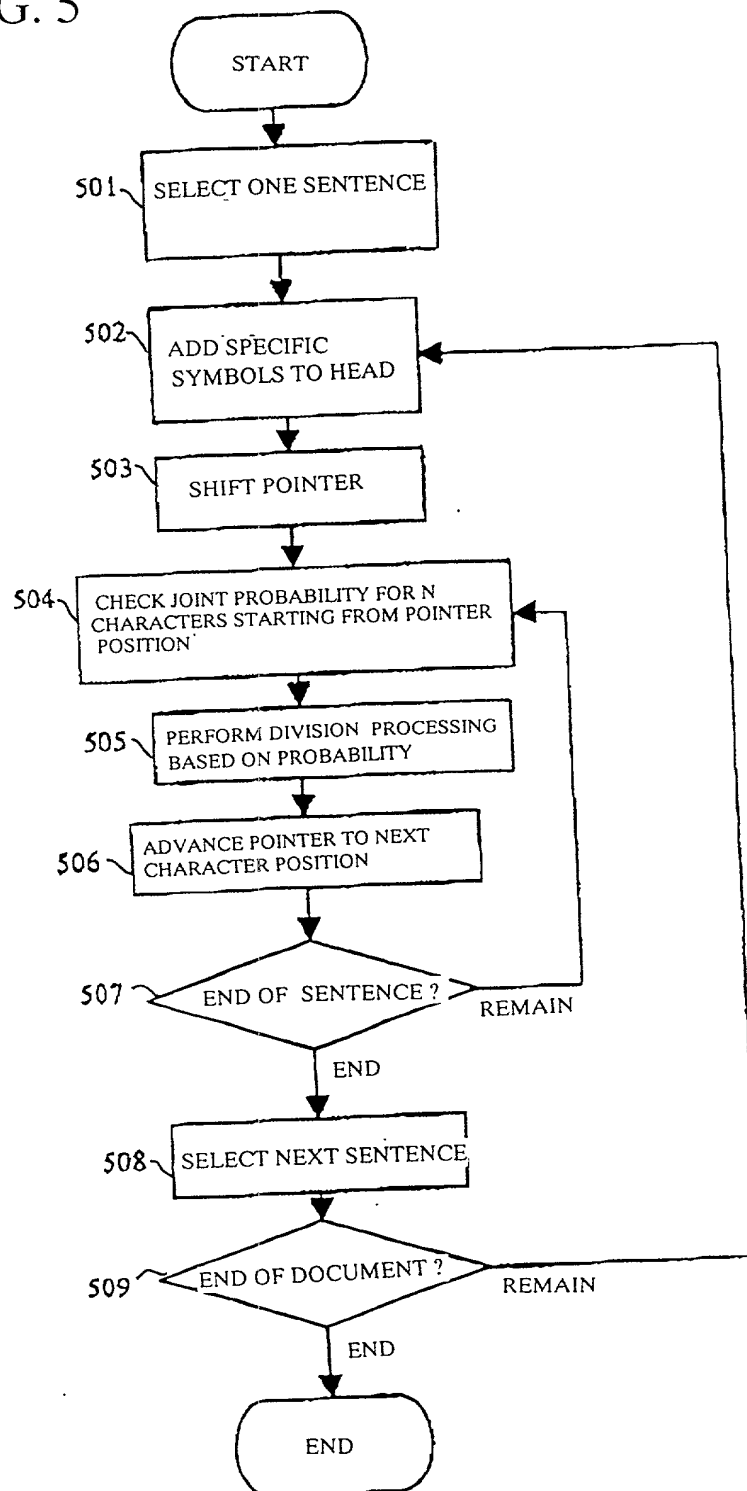 G. 5
START
501
SELECT ONE SENTENCE
502
ADD SPECIFIC
SYMBOLS TO HEAD
503
SHIFT POINTER
504
CHECK JOINT PROBABILITY FOR N
CHARACTERS STARTING FROM POINTER
POSITION
505
PERFORM DIVISION PROCESSING
BASED ON PROBABILITY
506
ADVANCE POINTER TO NEXT
CHARACTER POSITION
507
END OF SENTENCE ?
REMAIN
END
508
SELECT NEXT SENTENCE
509
END OF DOCUMENT ?
REMAIN
END
END